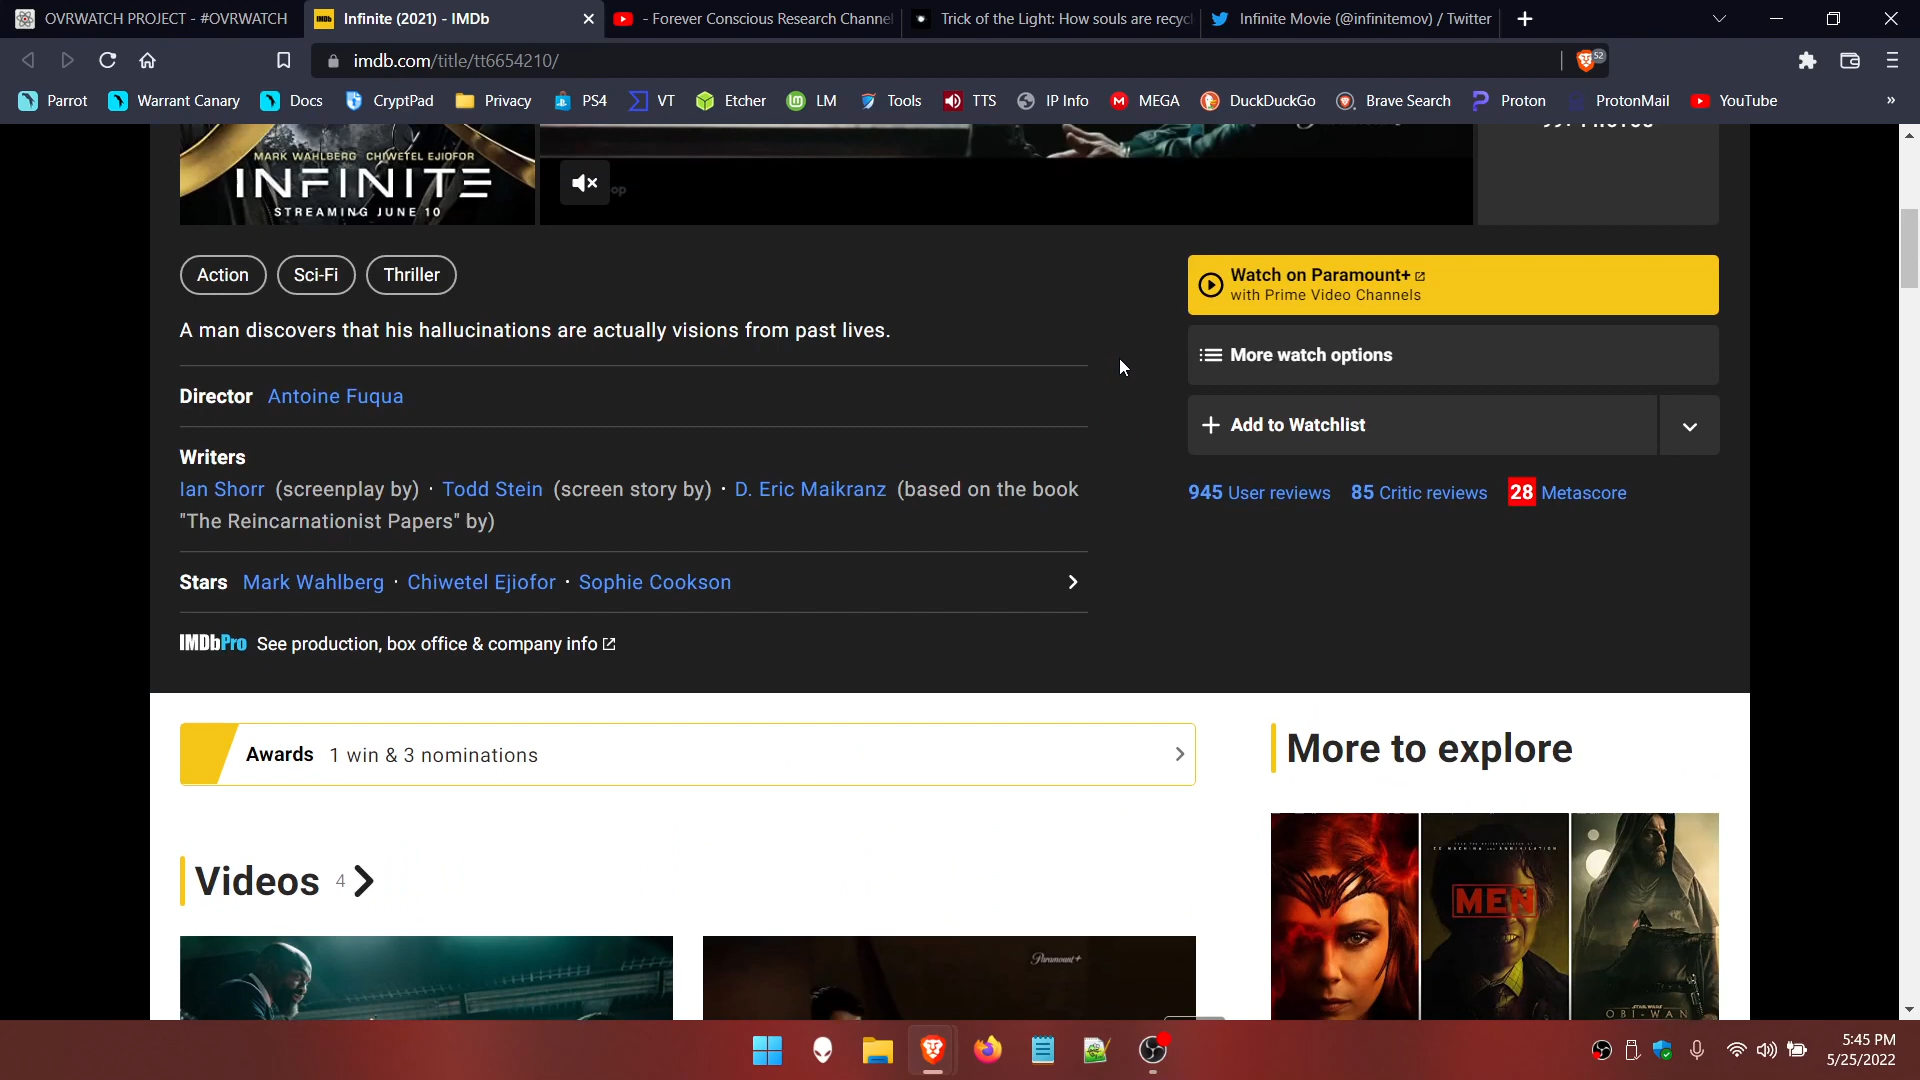 OVRWATCH PROJECT - #OVRWATCH
Infinite (2021) - IMDb
- Forever Conscious Research Channel
Trick of the Light: How souls are recycl
Infinite Movie (@infinitemov) / Twitter
imdb.com/title/tt6654210/
52
Parrot
Warrant Canary
Docs
CryptPad
Privacy
PS4
VT
Etcher
LM
Tools
TTS
IP Info
MEGA
DuckDuckGo
Brave Search
Proton
ProtonMail
YouTube
»
MARK WAHLBERG CHIWETEL EJIOFOR
INFINITE
STREAMING JUNE 10
op
Action
Sci-Fi
Thriller
Watch on Paramount+
with Prime Video Channels
A man discovers that his hallucinations are actually visions from past lives.
More watch options
Director Antoine Fuqua
Add to Watchlist
Writers
Ian Shorr (screenplay by) · Todd Stein (screen story by) · D. Eric Maikranz (based on the book
"The Reincarnationist Papers" by)
945 User reviews 85 Critic reviews 28 Metascore
Stars Mark Wahlberg · Chiwetel Ejiofor · Sophie Cookson
IMDbPro See production, box office & company info
Awards 1 win & 3 nominations
More to explore
Videos 4
Paramount+
MEN
STAR WARS
OBI-WAN
5:45 PM
5/25/2022